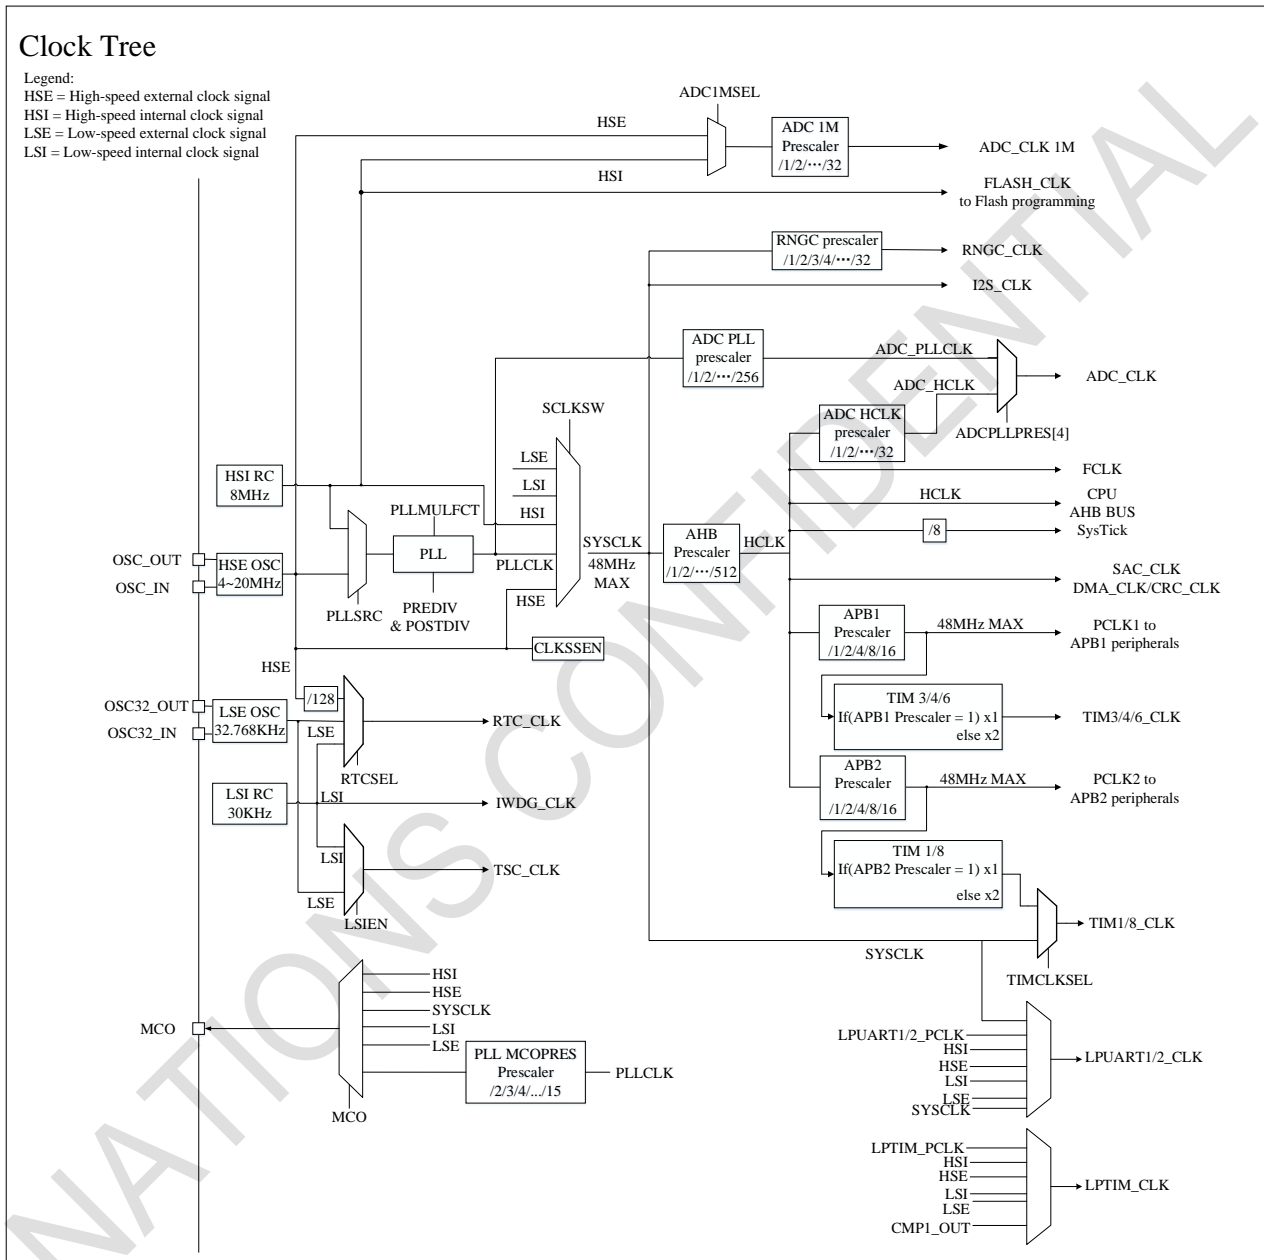 Clock Tree
Legend:
HSE = High-speed external clock signal
HSI = High-speed internal clock signal
LSE = Low-speed external clock signal
LSI = Low-speed internal clock signal
ADC1MSEL
HSE
HSI
ADC 1M
Prescaler
/1/2/···/32
ADC_CLK 1M
FLASH_CLK
to Flash programming
RNGC prescaler
/1/2/3/4/···/32
RNGC_CLK
I2S_CLK
ADC PLL
prescaler
/1/2/···/256
ADC_PLLCLK
ADC_HCLK
ADC_CLK
ADCPLLPRES[4]
ADC HCLK
prescaler
/1/2/···/32
SCLKSW
LSE
LSI
HSI
PLLCLK
HSE
HSI RC
8MHz
PLLMULFCT
PLL
PREDIV
& POSTDIV
PLLSRC
OSC_OUT
OSC_IN
HSE OSC
4~20MHz
SYSCLK
48MHz
MAX
AHB
Prescaler
/1/2/···/512
HCLK
FCLK
HCLK
CPU
AHB BUS
/8
SysTick
SAC_CLK
DMA_CLK/CRC_CLK
APB1
Prescaler
/1/2/4/8/16
48MHz MAX
PCLK1 to
APB1 peripherals
CLKSSEN
HSE
/128
OSC32_OUT
OSC32_IN
LSE OSC
32.768KHz
LSE
RTC_CLK
RTCSEL
TIM 3/4/6
If(APB1 Prescaler = 1) x1
else x2
TIM3/4/6_CLK
APB2
Prescaler
/1/2/4/8/16
48MHz MAX
PCLK2 to
APB2 peripherals
LSI RC
30KHz
LSI
IWDG_CLK
LSI
LSE
TSC_CLK
LSIEN
TIM 1/8
If(APB2 Prescaler = 1) x1
else x2
TIM1/8_CLK
SYSCLK
TIMCLKSEL
MCO
HSI
HSE
SYSCLK
LSI
LSE
PLL MCOPRES
Prescaler
/2/3/4/.../15
PLLCLK
MCO
LPUART1/2_PCLK
HSI
HSE
LSI
LSE
SYSCLK
LPUART1/2_CLK
LPTIM_PCLK
HSI
HSE
LSI
LSE
CMP1_OUT
LPTIM_CLK
NATIONS CONFIDENTIAL